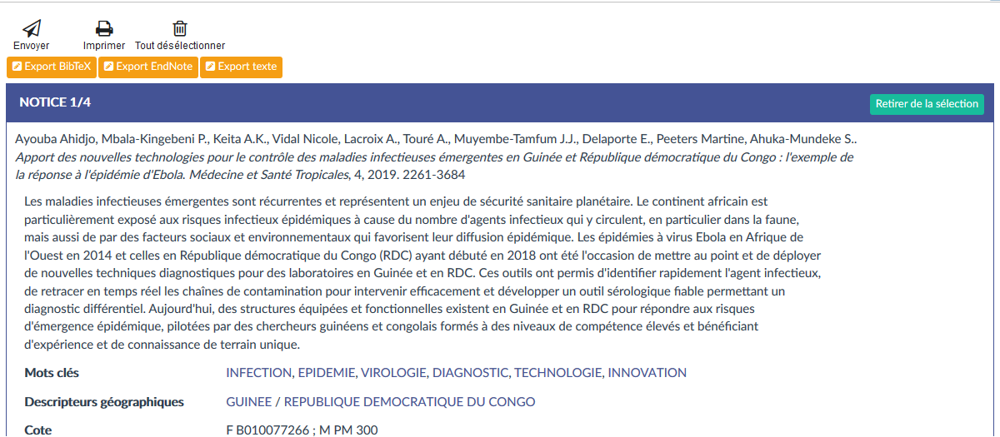 Envoyer Imprimer Tout désélectionner
Export BibTeX Export EndNote Export texte
NOTICE 1/4 Retirer de la sélection
Ayouba Ahidjo, Mbala-Kingebeni P., Keita A.K., Vidal Nicole, Lacroix A., Touré A., Muyembe-Tamfum J.J., Delaporte E., Peeters Martine, Ahuka-Mundeke S..
Apport des nouvelles technologies pour le contrôle des maladies infectieuses émergentes en Guinée et République démocratique du Congo : l'exemple de
la réponse à l'épidémie d'Ebola. Médecine et Santé Tropicales, 4, 2019. 2261-3684
Les maladies infectieuses émergentes sont récurrentes et représentent un enjeu de sécurité sanitaire planétaire. Le continent africain est
particulièrement exposé aux risques infectieux épidémiques à cause du nombre d'agents infectieux qui y circulent, en particulier dans la faune,
mais aussi de par des facteurs sociaux et environnementaux qui favorisent leur diffusion épidémique. Les épidémies à virus Ebola en Afrique de
l'Ouest en 2014 et celles en République démocratique du Congo (RDC) ayant débuté en 2018 ont été l'occasion de mettre au point et de déployer
de nouvelles techniques diagnostiques pour des laboratoires en Guinée et en RDC. Ces outils ont permis d'identifier rapidement l'agent infectieux,
de retracer en temps réel les chaînes de contamination pour intervenir efficacement et développer un outil sérologique fiable permettant un
diagnostic différentiel. Aujourd'hui, des structures équipées et fonctionnelles existent en Guinée et en RDC pour répondre aux risques
d'émergence épidémique, pilotées par des chercheurs guinéens et congolais formés à des niveaux de compétence élevés et bénéficiant
d'expérience et de connaissance de terrain unique.
Mots clés INFECTION, EPIDEMIE, VIROLOGIE, DIAGNOSTIC, TECHNOLOGIE, INNOVATION
Descripteurs géographiques GUINEE / REPUBLIQUE DEMOCRATIQUE DU CONGO
Cote F B010077266 ; M PM 300